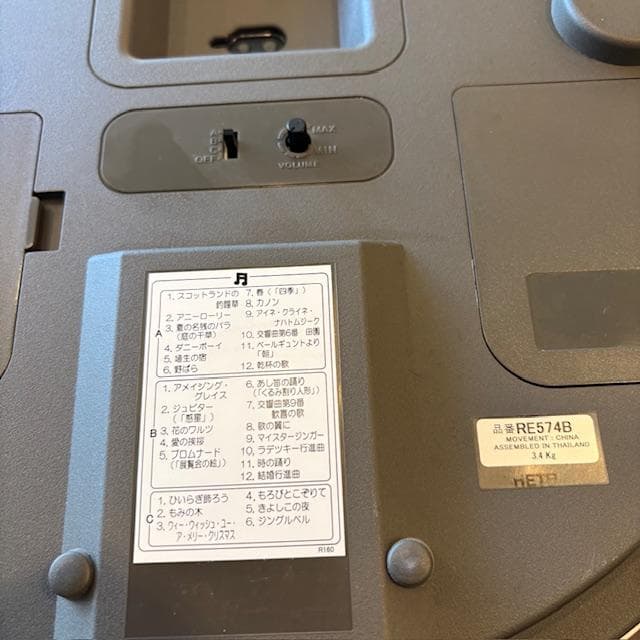 A
B
C
OFF
MAX
MIN
VOLUME
A
1. スコットランドの
釣鐘草
2. アニーローリー
3. 夏の名残のバラ
(庭の千草)
4. ダニーボーイ
5. 埴生の宿
6. 野ばら
7. 春(「四季」)
8. カノン
9. アイネ・クライネ・
ナハトムジーク
10. 交響曲第6番 田園
11. ペールギュントより
「朝」
12. 乾杯の歌
B
1. アメイジング・
グレイス
2. ジュピター
(「惑星」)
3. 花のワルツ
4. 愛の挨拶
5. プロムナード
(「展覧会の絵」)
6. あし笛の踊り
(「くるみ割り人形」)
7. 交響曲第9番
歓喜の歌
8. 歌の翼に
9. マイスタージンガー
10. ラデツキー行進曲
11. 時の踊り
12. 結婚行進曲
C
1. ひいらぎ飾ろう
2. もみの木
3. ウィー・ウィッシュ・ユー・
ア・メリー・クリスマス
4. もろびとこぞりて
5. きよしこの夜
6. ジングルベル
R160
品番 RE574B
MOVEMENT : CHINA
ASSEMBLED IN THAILAND
3.4 Kg